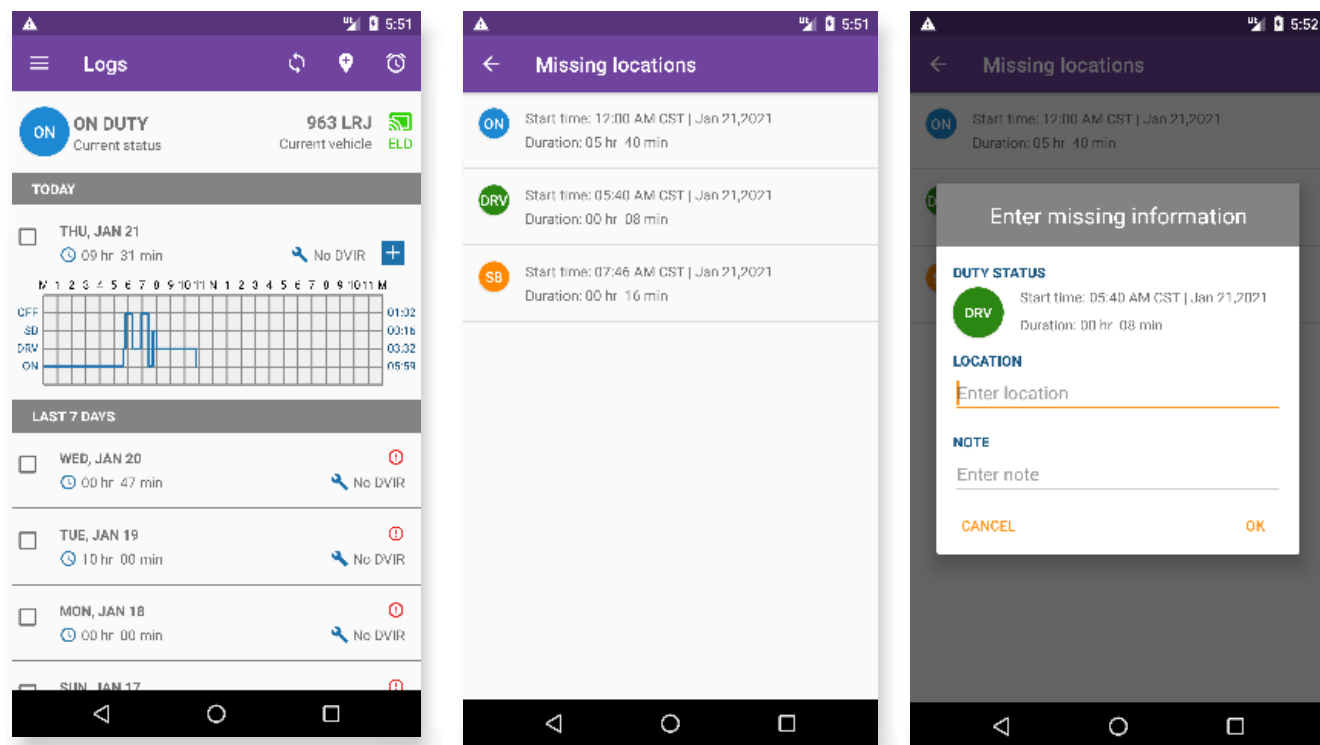 5:51
Logs
ON
ON DUTY
Current status
963 LRJ
Current vehicle
ELD
TODAY
THU, JAN 21
09 hr 31 min
No DVIR
M 1 2 3 4 5 6 7 8 9 10 11 N 1 2 3 4 5 6 7 8 9 10 11 M
OFF 01:02
SB 00:16
DRV 03:32
ON 05:59
LAST 7 DAYS
WED, JAN 20
00 hr 47 min
No DVIR
TUE, JAN 19
10 hr 00 min
No DVIR
MON, JAN 18
00 hr 00 min
No DVIR
SUN, JAN 17
5:51
Missing locations
ON
Start time: 12:00 AM CST | Jan 21,2021
Duration: 05 hr 40 min
DRV
Start time: 05:40 AM CST | Jan 21,2021
Duration: 00 hr 08 min
SB
Start time: 07:46 AM CST | Jan 21,2021
Duration: 00 hr 16 min
5:52
Missing locations
ON
Start time: 12:00 AM CST | Jan 21,2021
Duration: 05 hr 40 min
Enter missing information
DUTY STATUS
DRV
Start time: 05:40 AM CST | Jan 21,2021
Duration: 00 hr 08 min
LOCATION
Enter location
NOTE
Enter note
CANCEL
OK